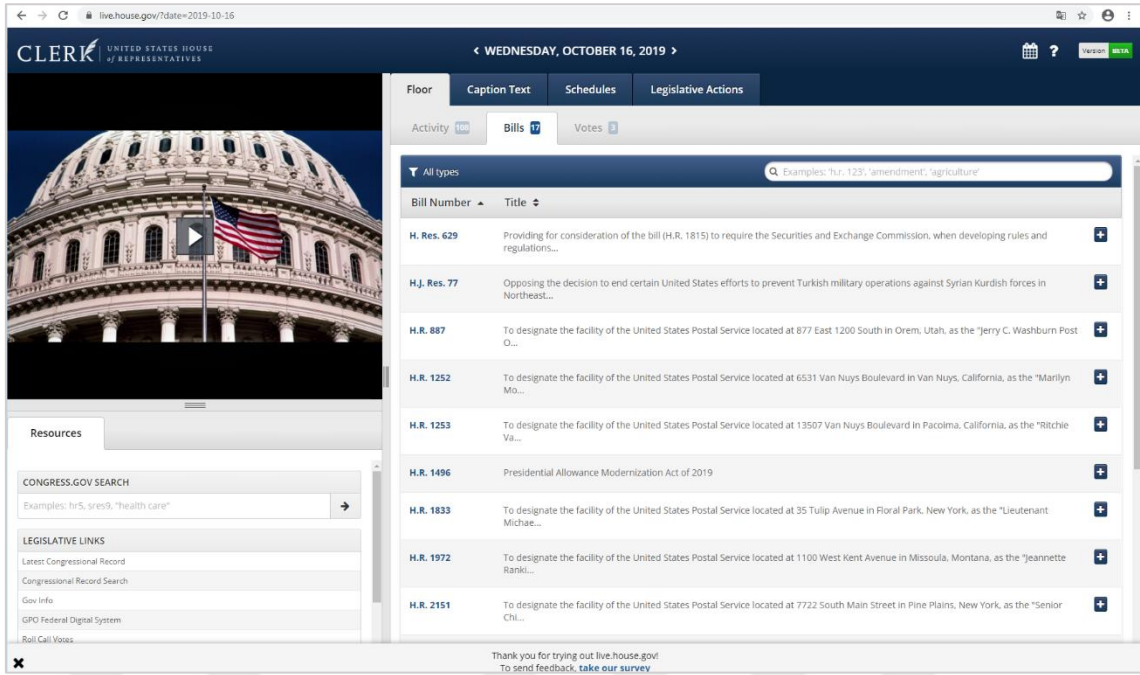 live.house.gov/?date=2019-10-16
CLERK UNITED STATES HOUSE
of REPRESENTATIVES
< WEDNESDAY, OCTOBER 16, 2019 >
? Version BETA
Floor Caption Text Schedules Legislative Actions
Activity Bills 17 Votes 3
All types Examples: 'h.r. 123', 'amendment', 'agriculture'
Bill Number Title
H. Res. 629 Providing for consideration of the bill (H.R. 1815) to require the Securities and Exchange Commission, when developing rules and
regulations...
H.J. Res. 77 Opposing the decision to end certain United States efforts to prevent Turkish military operations against Syrian Kurdish forces in
Northeast...
H.R. 887 To designate the facility of the United States Postal Service located at 877 East 1200 South in Orem, Utah, as the "Jerry C. Washburn Post
O...
H.R. 1252 To designate the facility of the United States Postal Service located at 6531 Van Nuys Boulevard in Van Nuys, California, as the "Marilyn
Mo...
H.R. 1253 To designate the facility of the United States Postal Service located at 13507 Van Nuys Boulevard in Pacoima, California, as the "Ritchie
Va...
H.R. 1496 Presidential Allowance Modernization Act of 2019
H.R. 1833 To designate the facility of the United States Postal Service located at 35 Tulip Avenue in Floral Park, New York, as the "Lieutenant
Michae...
H.R. 1972 To designate the facility of the United States Postal Service located at 1100 West Kent Avenue in Missoula, Montana, as the "Jeannette
Ranki...
H.R. 2151 To designate the facility of the United States Postal Service located at 7722 South Main Street in Pine Plains, New York, as the "Senior
Chi...
Resources
CONGRESS.GOV SEARCH
Examples: hr5, sres9, "health care"
LEGISLATIVE LINKS
Latest Congressional Record
Congressional Record Search
Gov Info
GPO Federal Digital System
Roll Call Votes
Thank you for trying out live.house.gov!
To send feedback, take our survey